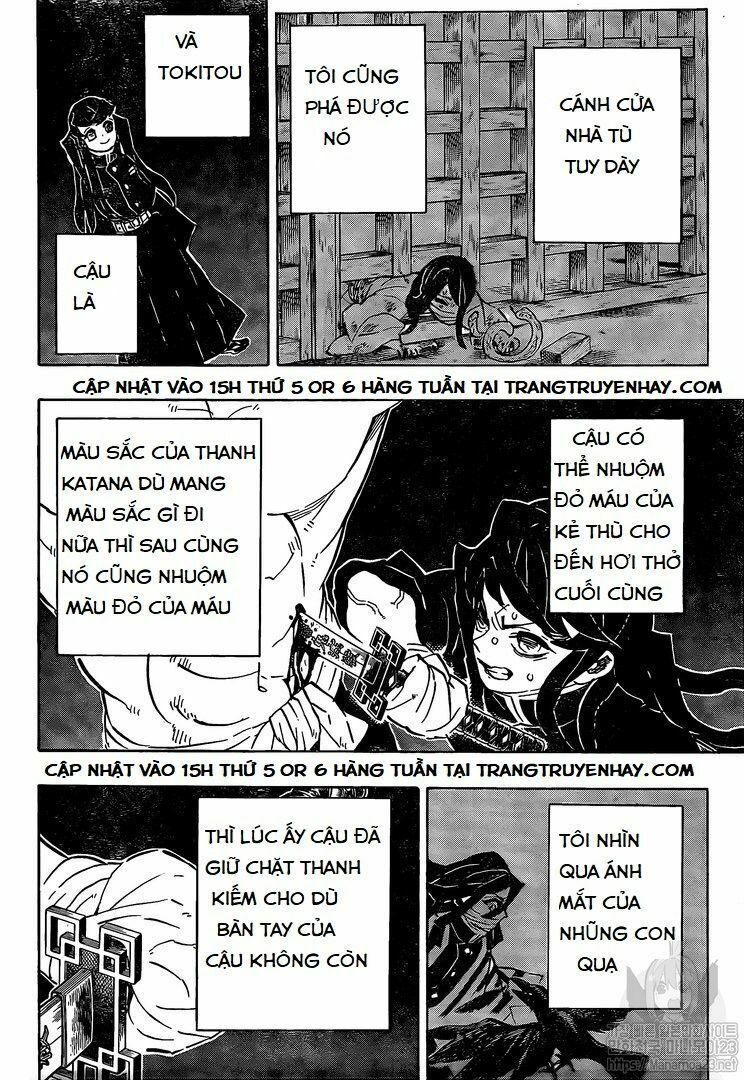 CÁNH CỬA
NHÀ TÙ
TUY DÀY
TÔI CŨNG
PHÁ ĐƯỢC
NÓ
VÀ
TOKITOU
CẬU
LÀ
CẬP NHẬT VÀO 15H THỨ 5 OR 6 HÀNG TUẦN TẠI TRANGTRUYENHAY.COM
CẬU CÓ
THỂ NHUỘM
ĐỎ MÁU CỦA
KẺ THÙ CHO
ĐẾN HƠI THỞ
CUỐI CÙNG
MÀU SẮC CỦA THANH
KATANA DÙ MANG
MÀU SẮC GÌ ĐI
NỮA THÌ SAU CÙNG
NÓ CŨNG NHUỘM
MÀU ĐỎ CỦA MÁU
CẬP NHẬT VÀO 15H THỨ 5 OR 6 HÀNG TUẦN TẠI TRANGTRUYENHAY.COM
TÔI NHÌN
QUA ÁNH
MẮT CỦA
NHŨNG CON
QUẠ
THÌ LÚC ẤY CẬU ĐÃ
GIỮ CHẶT THANH
KIẾM CHO DÙ
BÀN TAY CỦA
CẬU KHÔNG CÒN
https://manamoa23.net